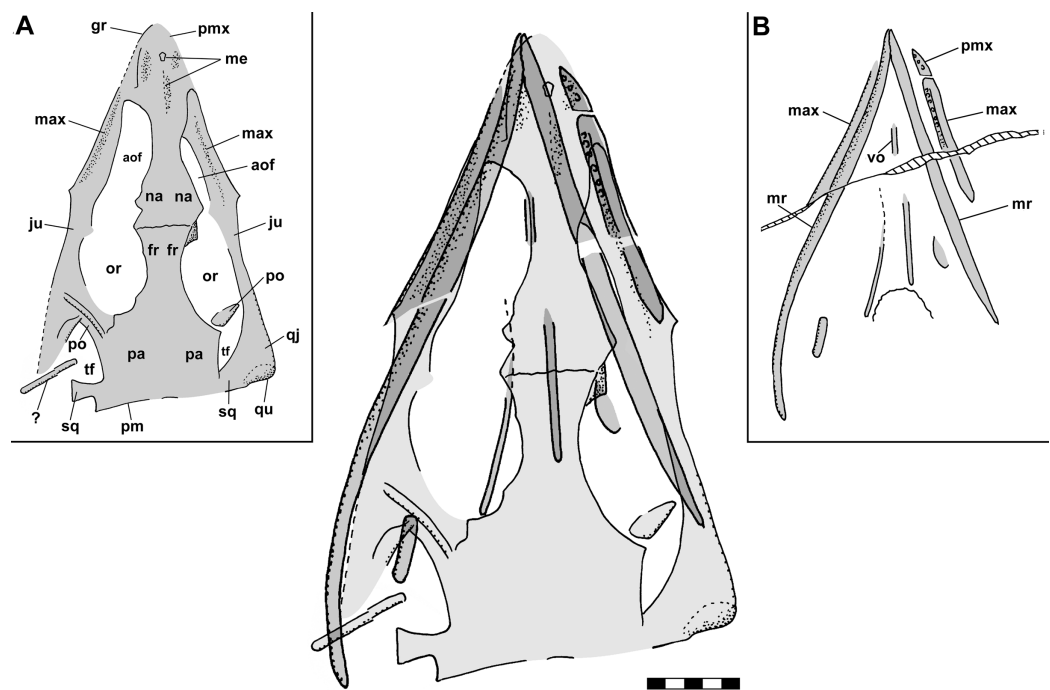 A
gr
pmx
me
max
max
aof
aof
na na
ju
ju
fr fr
or
or
po
po
pa pa
tf
tf
qj
?
sq
pm
sq
qu
B
pmx
max
max
vo
mr
mr